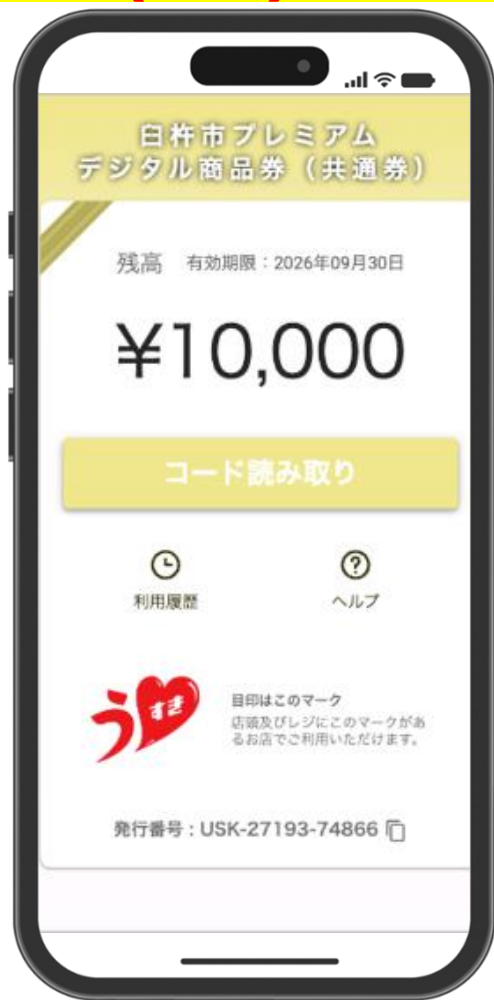 臼杵市プレミアム
デジタル商品券（共通券）
残高 有効期限：2026年09月30日
¥10,000
コード読み取り
利用履歴 ヘルプ
うすき
目印はこのマーク
店頭及びレジにこのマークがあ
るお店でご利用いただけます。
発行番号：USK-27193-74866